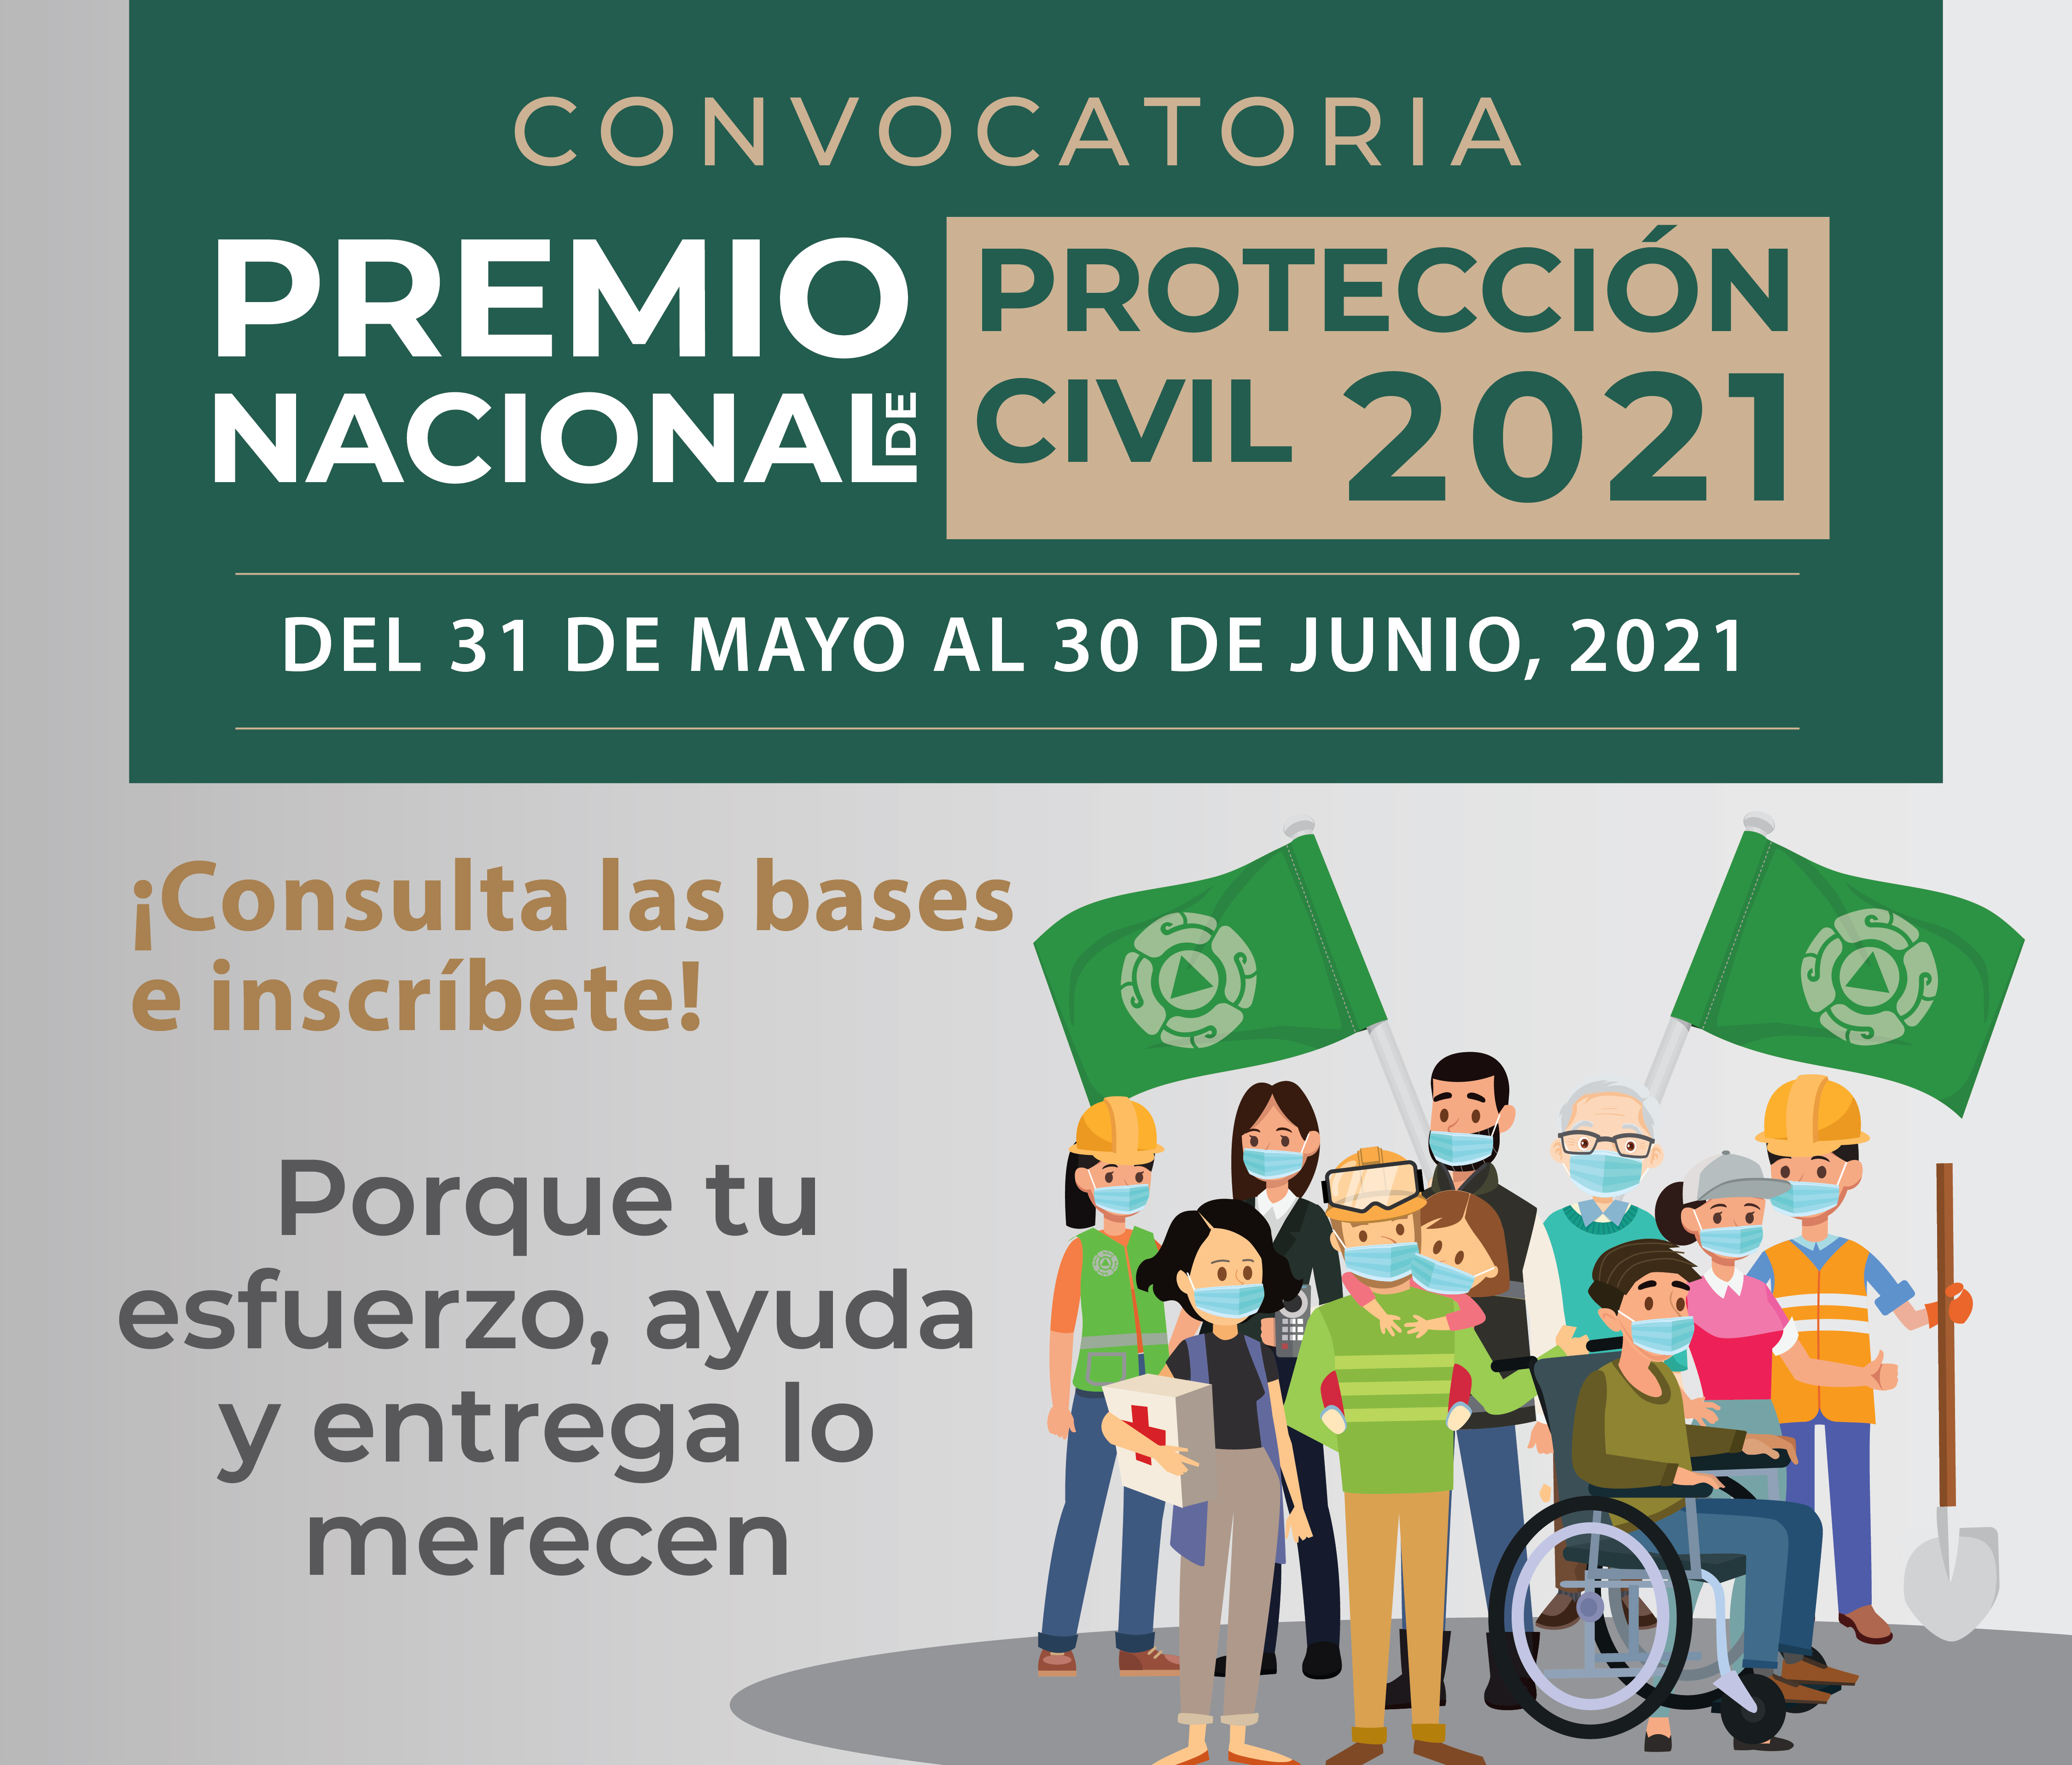 CONVOCATORIA
PREMIO
NACIONAL DE
PROTECCIÓN
CIVIL 2021
DEL 31 DE MAYO AL 30 DE JUNIO, 2021
¡Consulta las bases
e inscríbete!
Porque tu
esfuerzo, ayuda
y entrega lo
merecen